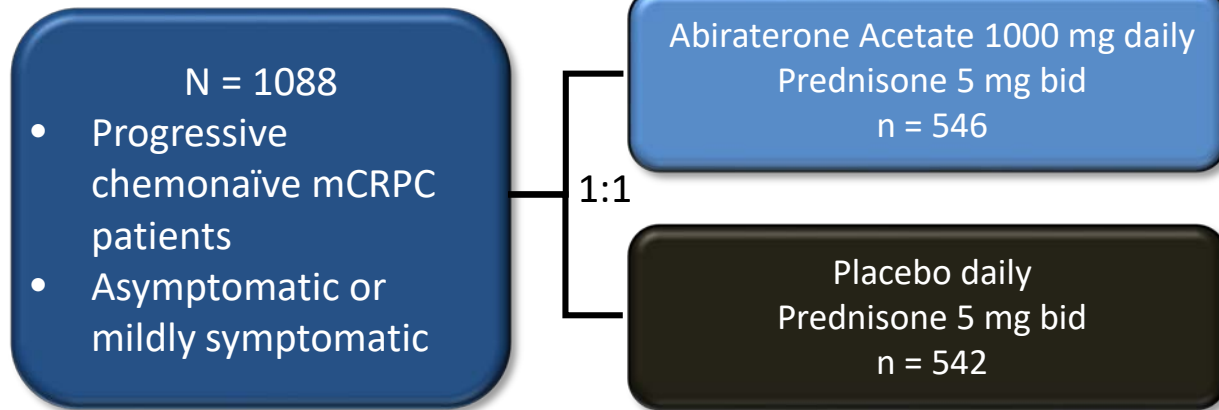 N = 1088
• Progressive
chemonaïve mCRPC
patients
• Asymptomatic or
mildly symptomatic
1:1
Abiraterone Acetate 1000 mg daily
Prednisone 5 mg bid
n = 546
Placebo daily
Prednisone 5 mg bid
n = 542